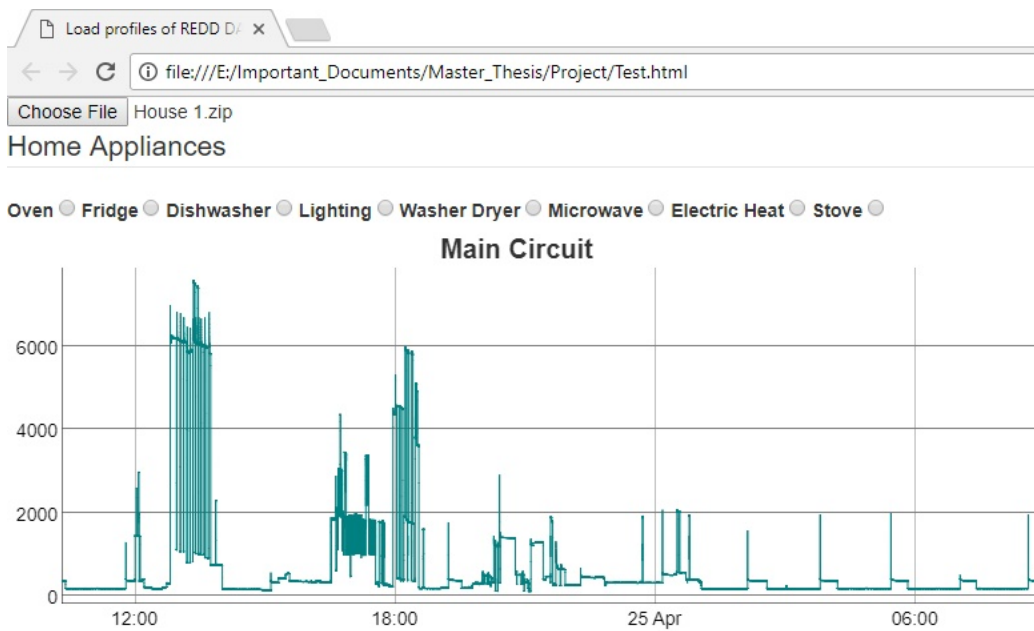 Load profiles of REDD DA
file:///E:/Important_Documents/Master_Thesis/Project/Test.html
Choose File House 1.zip
Home Appliances
Oven Fridge Dishwasher Lighting Washer Dryer Microwave Electric Heat Stove
Main Circuit
6000
4000
2000
0
12:00 18:00 25 Apr 06:00